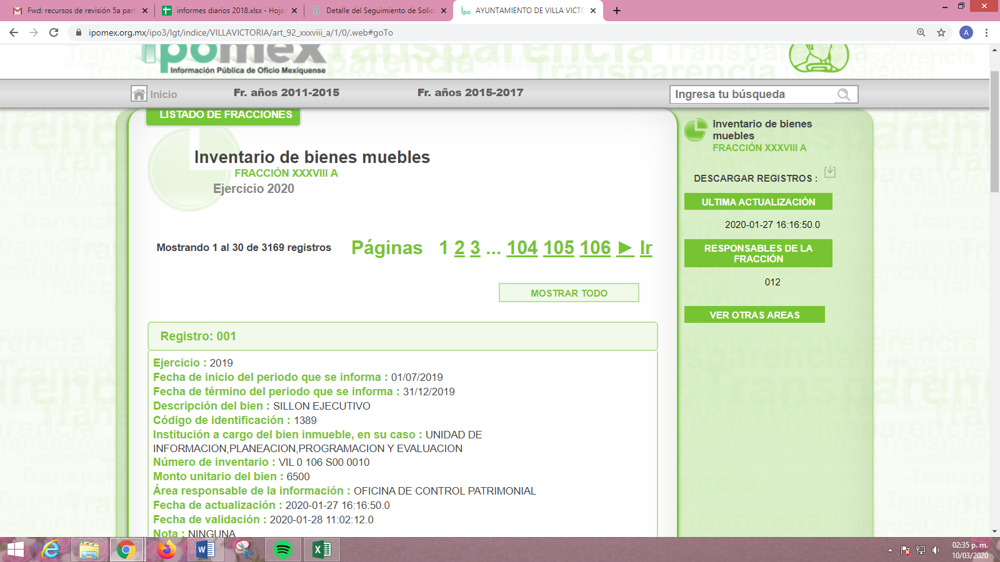 Fwd: recursos de revisión 5a part
informes diarios 2018.xlsx - Hoja
Detalle del Seguimiento de Solici
AYUNTAMIENTO DE VILLA VICTO
ipomex.org.mx/ipo3/lgt/indice/VILLAVICTORIA/art_92_xxxviii_a/1/0/.web#goTo
A
ipomex
Información Pública de Oficio Mexiquense
Transparencia
Inicio
Fr. años 2011-2015
Fr. años 2015-2017
Ingresa tu búsqueda
LISTADO DE FRACCIONES
Inventario de bienes muebles
FRACCIÓN XXXVIII A
Ejercicio 2020
Mostrando 1 al 30 de 3169 registros
Páginas 1 2 3 ... 104 105 106 ► Ir
MOSTRAR TODO
Registro: 001
Ejercicio : 2019
Fecha de inicio del periodo que se informa : 01/07/2019
Fecha de término del periodo que se informa : 31/12/2019
Descripción del bien : SILLON EJECUTIVO
Código de identificación : 1389
Institución a cargo del bien inmueble, en su caso : UNIDAD DE
INFORMACION,PLANEACION,PROGRAMACION Y EVALUACION
Número de inventario : VIL 0 106 S00 0010
Monto unitario del bien : 6500
Área responsable de la información : OFICINA DE CONTROL PATRIMONIAL
Fecha de actualización : 2020-01-27 16:16:50.0
Fecha de validación : 2020-01-28 11:02:12.0
Nota : NINGUNA
Inventario de bienes
muebles
FRACCIÓN XXXVIII A
DESCARGAR REGISTROS :
ULTIMA ACTUALIZACIÓN
2020-01-27 16:16:50.0
RESPONSABLES DE LA
FRACCIÓN
012
VER OTRAS AREAS
02:35 p. m.
10/03/2020